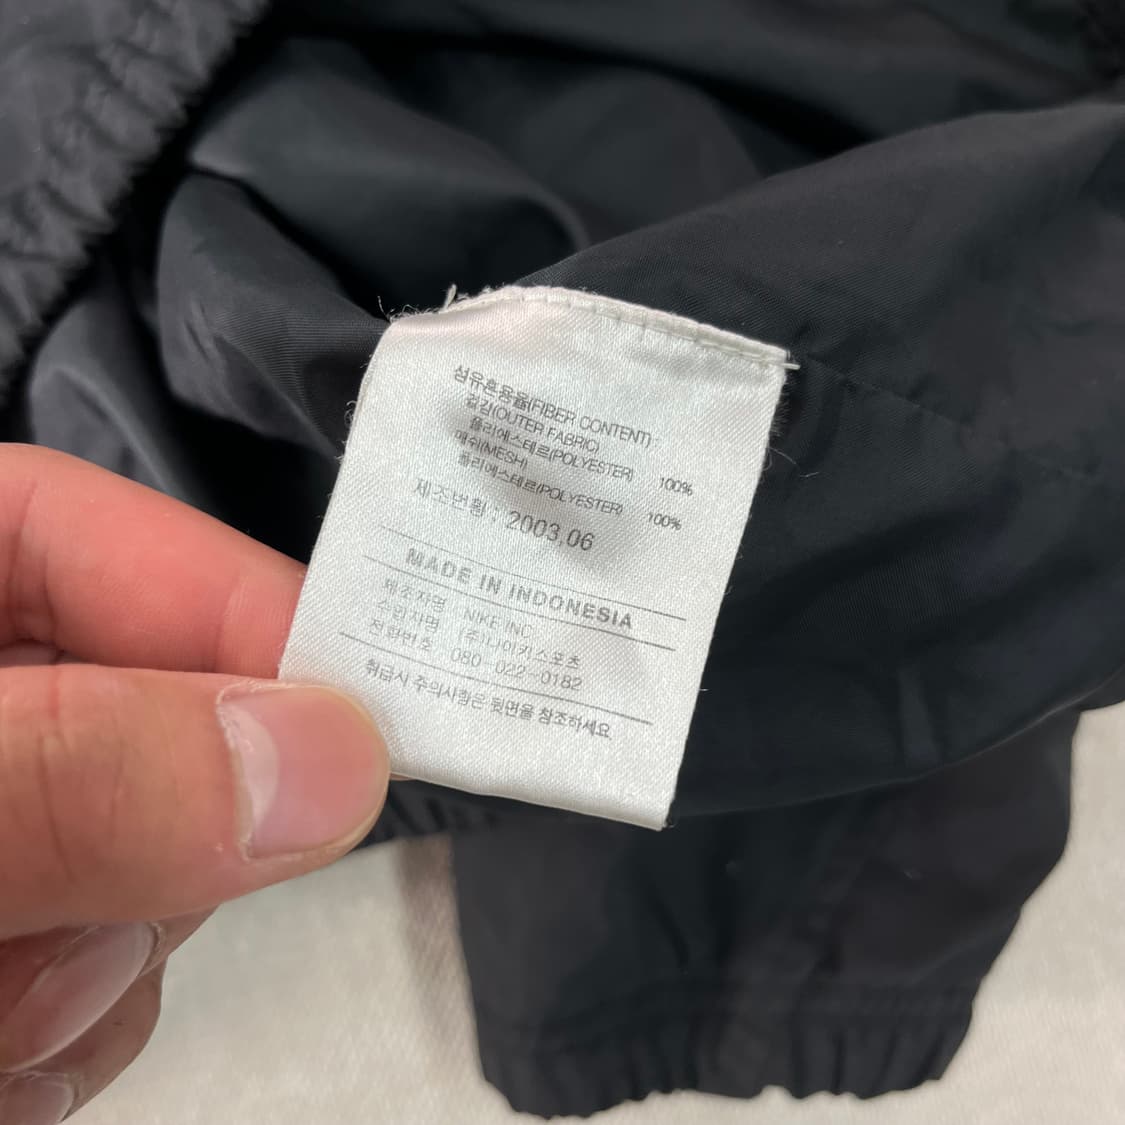 섬유혼용율(FIBER CONTENT) :
겉감(OUTER FABRIC)
폴리에스테르(POLYESTER) 100%
매쉬(MESH)
폴리에스테르(POLYESTER) 100%
제조번월 : 2003.06
MADE IN INDONESIA
제조자명 : NIKE INC.
수입자명 : (주)나이키스포츠
전화번호 : 080-022-0182
취급시 주의사항은 뒷면을 참조하세요